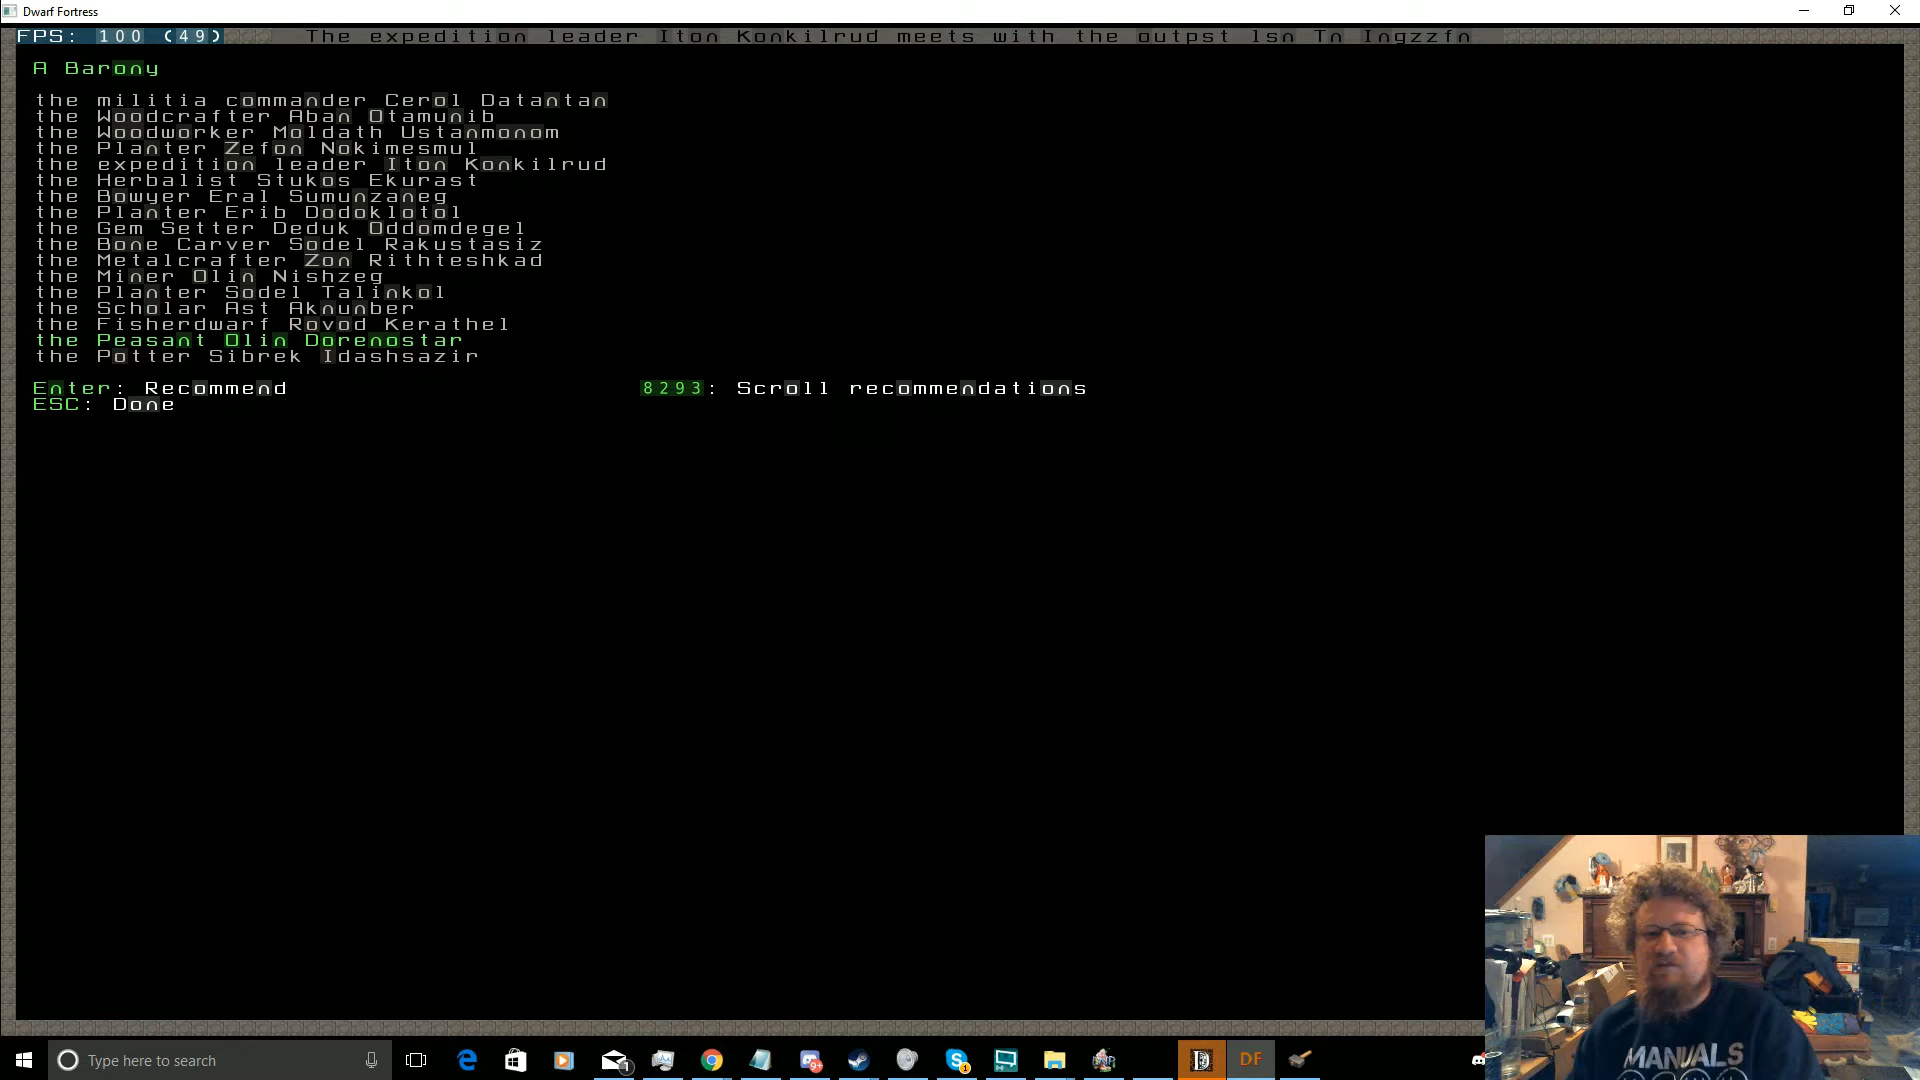 Dwarf Fortress
FPS: 100 (49) The expedition leader Iton Konkilrud meets with the outpst lsn Tn Ingzzfn
A Barony
the militia commander Cerol Datantan
the Woodcrafter Aban Otamunib
the Woodworker Moldath Ustanmonom
the Planter Zefon Nokimesmul
the expedition leader Iton Konkilrud
the Herbalist Stukos Ekurast
the Bowyer Eral Sumunzaneg
the Planter Erib Dodoklotol
the Gem Setter Deduk Oddomdegel
the Bone Carver Sodel Rakustasiz
the Metalcrafter Zon Rithteshkad
the Miner Olin Nishzeg
the Planter Sodel Talinkol
the Scholar Ast Aknunber
the Fisherdwarf Rovod Kerathel
the Peasant Olin Dorenostar
the Potter Sibrek Idashsazir
Enter: Recommend 8293: Scroll recommendations
ESC: Done
MANUALS
Type here to search
DF